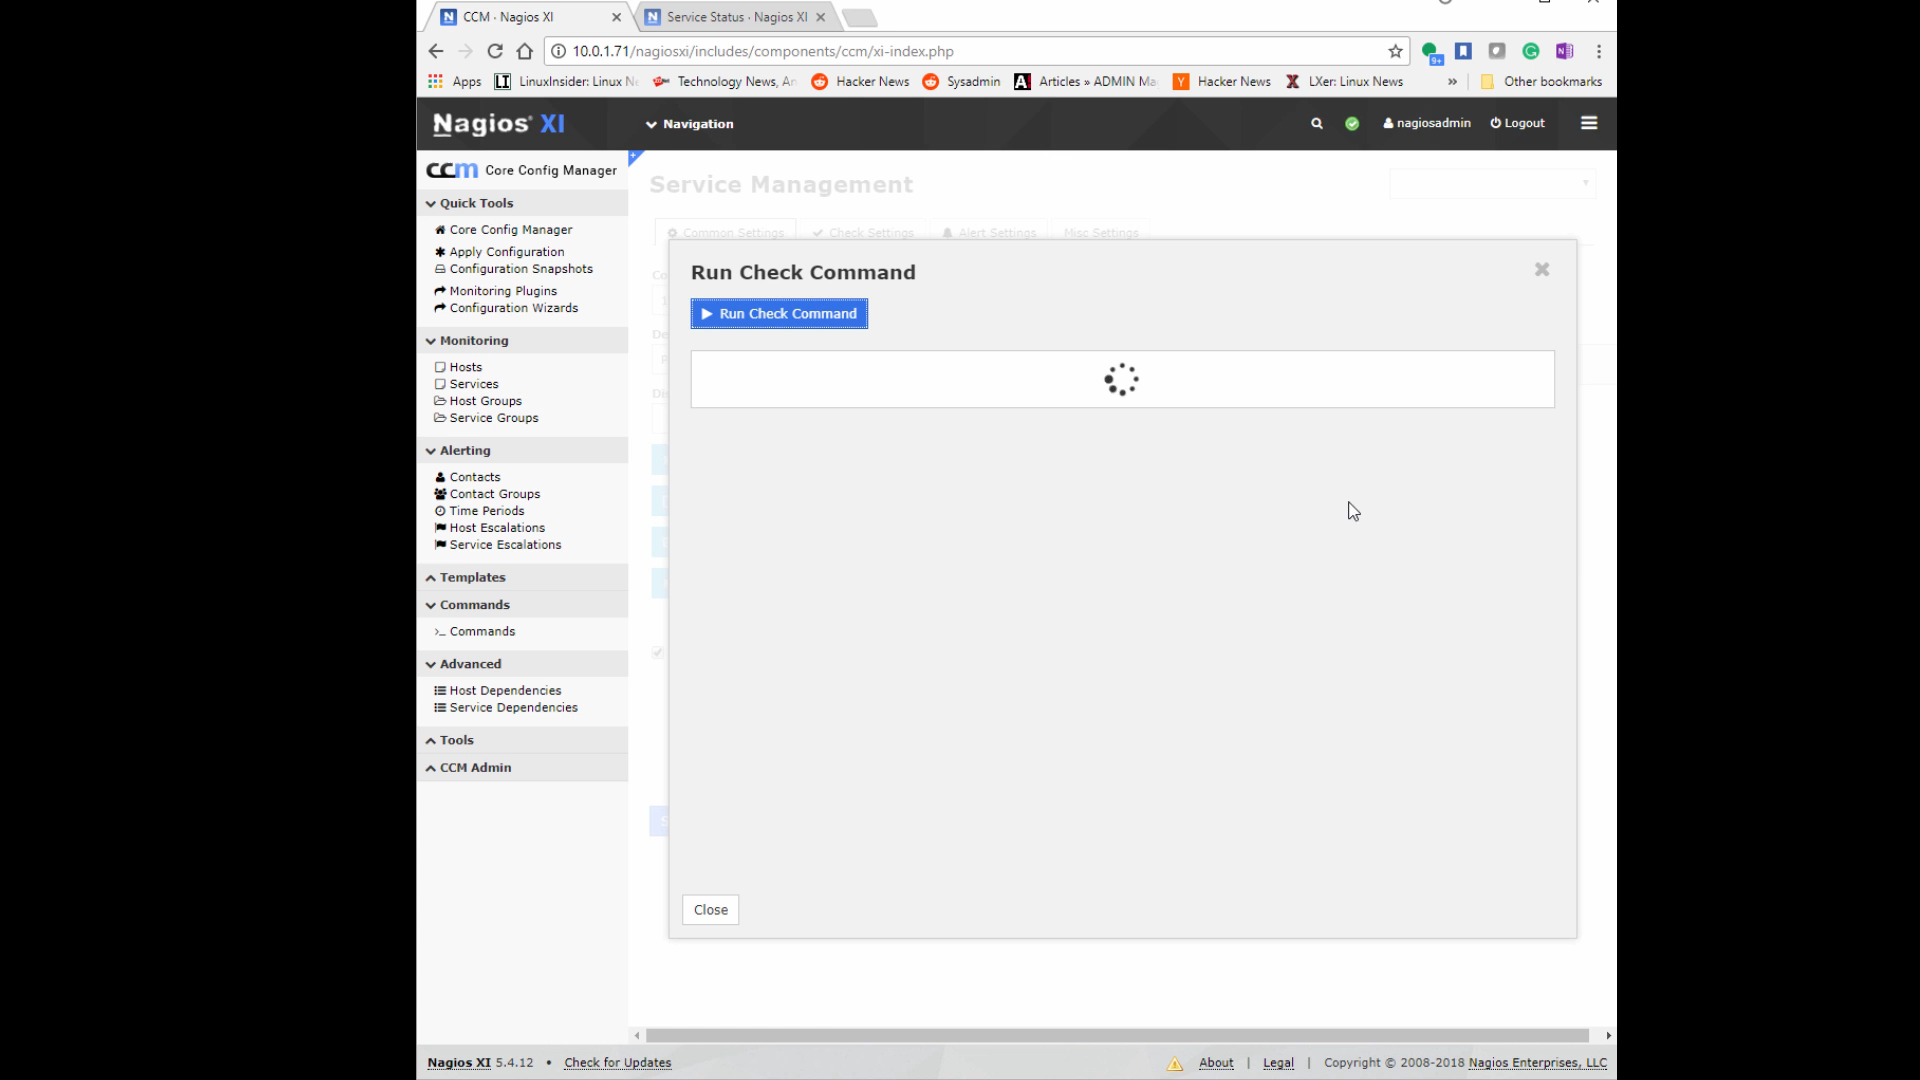 CCM · Nagios XI
Service Status · Nagios XI
10.0.1.71/nagiosxi/includes/components/ccm/xi-index.php
9+
Apps
LinuxInsider: Linux Ne
Technology News, An
Hacker News
Sysadmin
Articles » ADMIN Ma
Hacker News
LXer: Linux News
»
Other bookmarks
Nagios® XI
Navigation
nagiosadmin
Logout
ccm Core Config Manager
Service Management
Quick Tools
Core Config Manager
Apply Configuration
Configuration Snapshots
Monitoring Plugins
Configuration Wizards
Monitoring
Hosts
Services
Host Groups
Service Groups
Alerting
Contacts
Contact Groups
Time Periods
Host Escalations
Service Escalations
Templates
Commands
>_ Commands
Advanced
Host Dependencies
Service Dependencies
Tools
CCM Admin
Common Settings
Check Settings
Alert Settings
Misc Settings
Run Check Command
Run Check Command
Close
Nagios XI 5.4.12 • Check for Updates
About | Legal | Copyright © 2008-2018 Nagios Enterprises, LLC